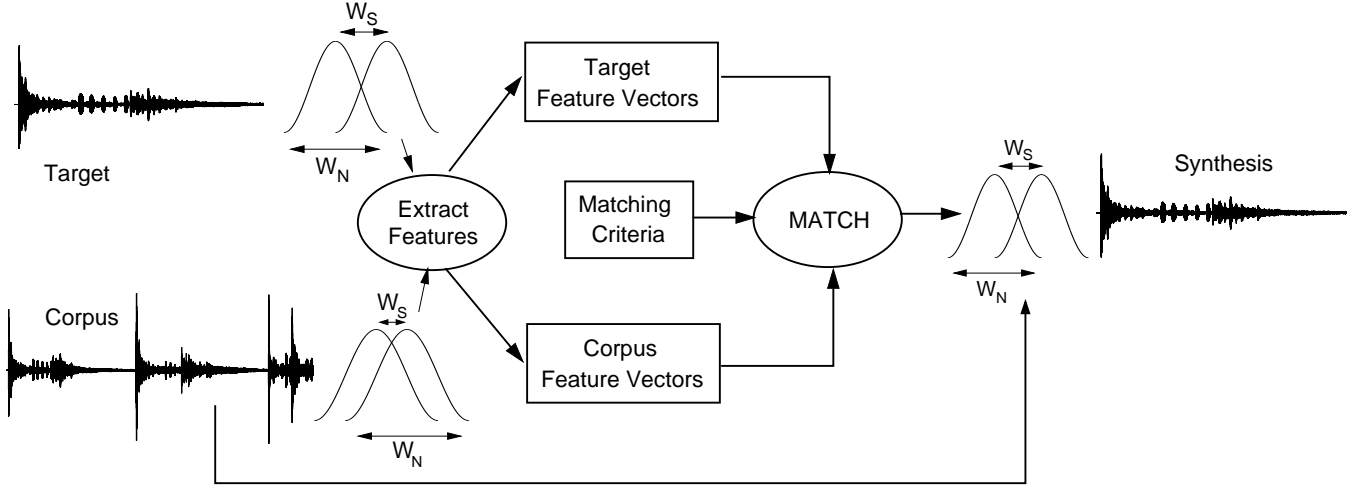 W_S
Target
Feature Vectors
W_N
Target
Extract
Features
Matching
Criteria
MATCH
W_S
Synthesis
W_N
Corpus
W_S
Corpus
Feature Vectors
W_N